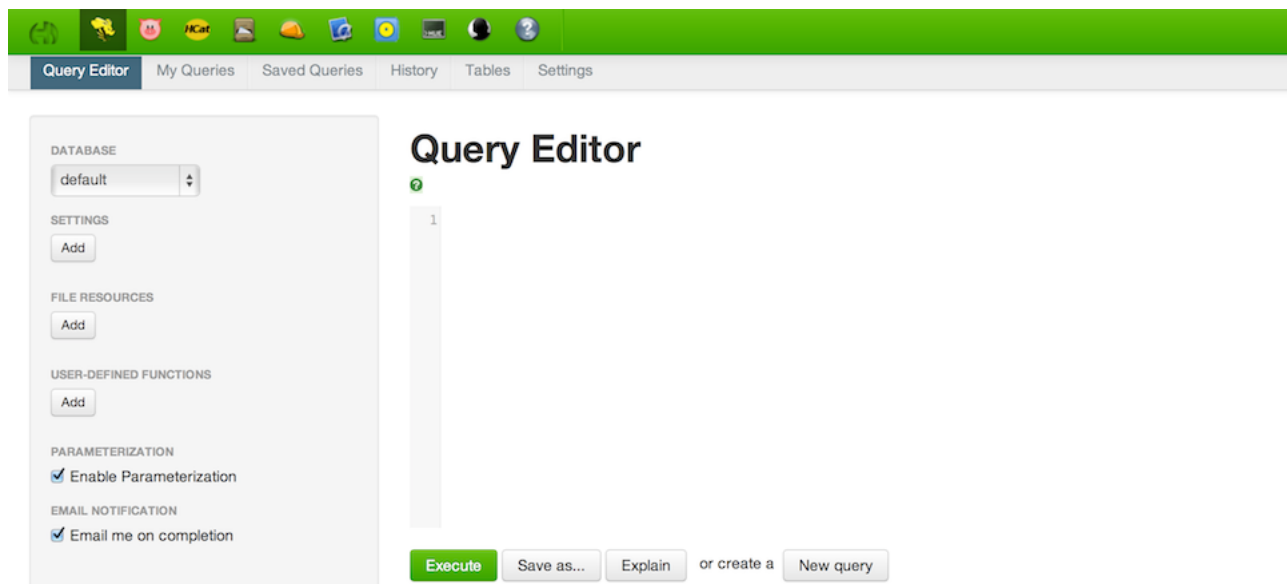 HCat
HUE
Query Editor My Queries Saved Queries History Tables Settings
DATABASE
default
SETTINGS
Add
FILE RESOURCES
Add
USER-DEFINED FUNCTIONS
Add
PARAMETERIZATION
Enable Parameterization
EMAIL NOTIFICATION
Email me on completion
Query Editor
?
1
Execute Save as... Explain or create a New query